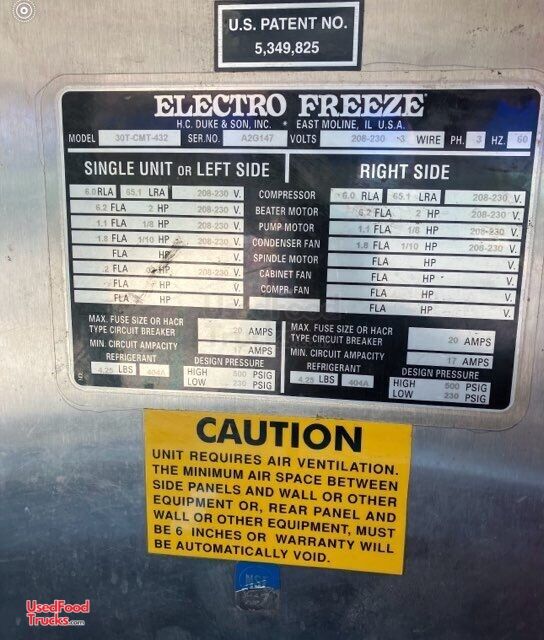 U.S. PATENT NO.
5,349,825
ELECTRO FREEZE
H.C. DUKE & SON, INC. * EAST MOLINE, IL U.S.A.
MODEL 30T-CMT-432 SER.NO. A2G147 VOLTS 208-230 3 WIRE PH. 3 HZ. 60
SINGLE UNIT OR LEFT SIDE RIGHT SIDE
6.0 RLA 65.1 LRA 208-230 V. COMPRESSOR 6.0 RLA 65.1 LRA 208-230 V.
6.2 FLA 2 HP 208-230 V. BEATER MOTOR 6.2 FLA 2 HP 208-230 V.
1.1 FLA 1/8 HP 208-230 V. PUMP MOTOR 1.1 FLA 1/8 HP 208-230 V.
1.8 FLA 1/10 HP 208-230 V. CONDENSER FAN 1.8 FLA 1/10 HP 208-230 V.
FLA HP V. SPINDLE MOTOR FLA HP V.
.2 FLA HP 208-230 V. CABINET FAN FLA HP V.
FLA HP V. COMPR. FAN FLA HP V.
FLA HP V. FLA HP V.
MAX. FUSE SIZE OR HACR
TYPE CIRCUIT BREAKER 20 AMPS
MIN. CIRCUIT AMPACITY 17 AMPS
REFRIGERANT DESIGN PRESSURE
4.25 LBS 404A HIGH 500 PSIG
LOW 230 PSIG
MAX. FUSE SIZE OR HACR
TYPE CIRCUIT BREAKER 20 AMPS
MIN. CIRCUIT AMPACITY 17 AMPS
REFRIGERANT DESIGN PRESSURE
4.25 LBS 404A HIGH 500 PSIG
LOW 230 PSIG
CAUTION
UNIT REQUIRES AIR VENTILATION.
THE MINIMUM AIR SPACE BETWEEN
SIDE PANELS AND WALL OR OTHER
EQUIPMENT OR, REAR PANEL AND
WALL OR OTHER EQUIPMENT, MUST
BE 6 INCHES OR WARRANTY WILL
BE AUTOMATICALLY VOID.
NSF
UsedFood
Trucks.com